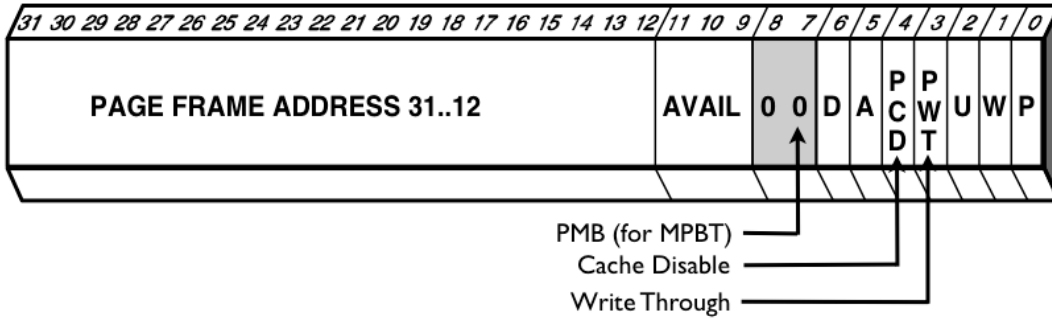 31 30 29 28 27 26 25 24 23 22 21 20 19 18 17 16 15 14 13 12 11 10 9 8 7 6 5 4 3 2 1 0
PAGE FRAME ADDRESS 31..12 AVAIL 0 0 D A PCD PWT U W P
PMB (for MPBT)
Cache Disable
Write Through